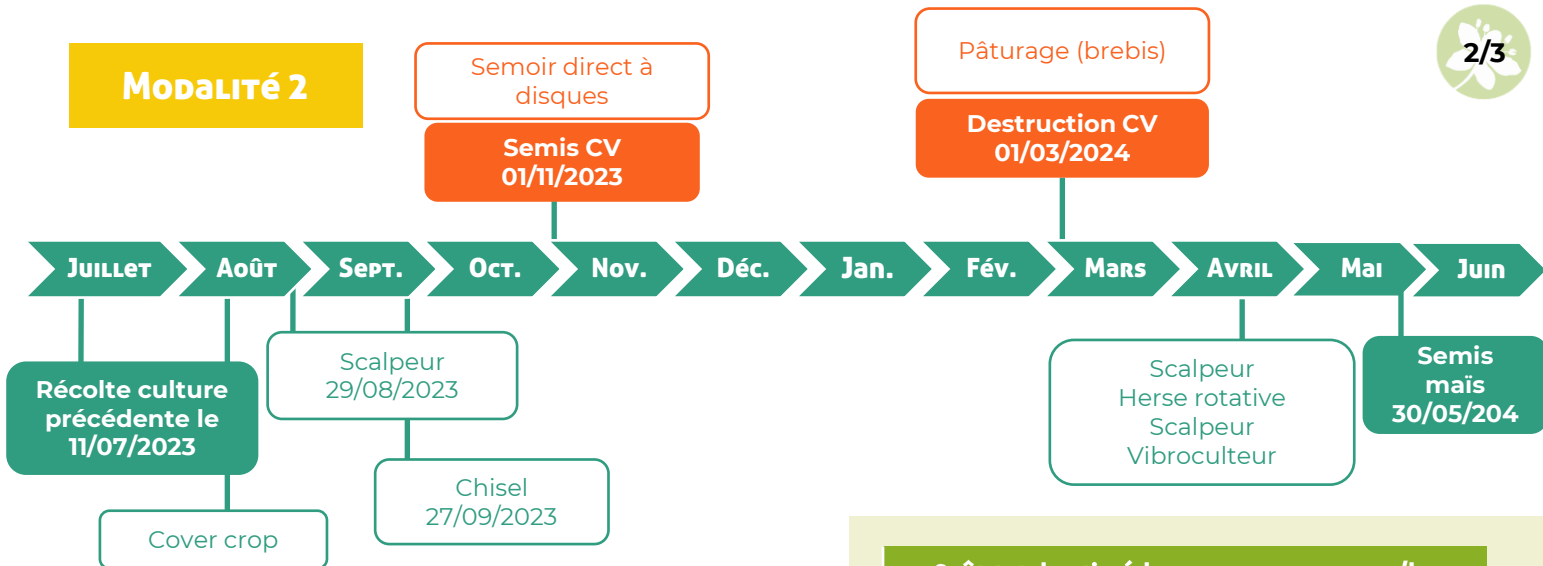 Modalité 2
Semoir direct à
disques
Semis CV
01/11/2023
Pâturage (brebis)
Destruction CV
01/03/2024
2/3
Juillet
Août
Sept.
Oct.
Nov.
Déc.
Jan.
Fév.
Mars
Avril
Mai
Juin
Récolte culture
précédente le
11/07/2023
Cover crop
Scalpeur
29/08/2023
Chisel
27/09/2023
Scalpeur
Herse rotative
Scalpeur
Vibroculteur
Semis
maïs
30/05/204